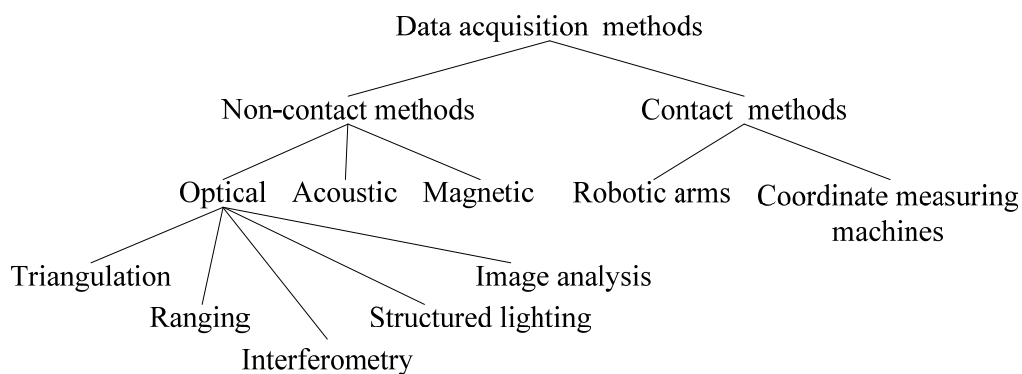 Data acquisition methods
Non-contact methods
Contact methods
Optical
Acoustic
Magnetic
Robotic arms
Coordinate measuring
machines
Triangulation
Ranging
Interferometry
Structured lighting
Image analysis